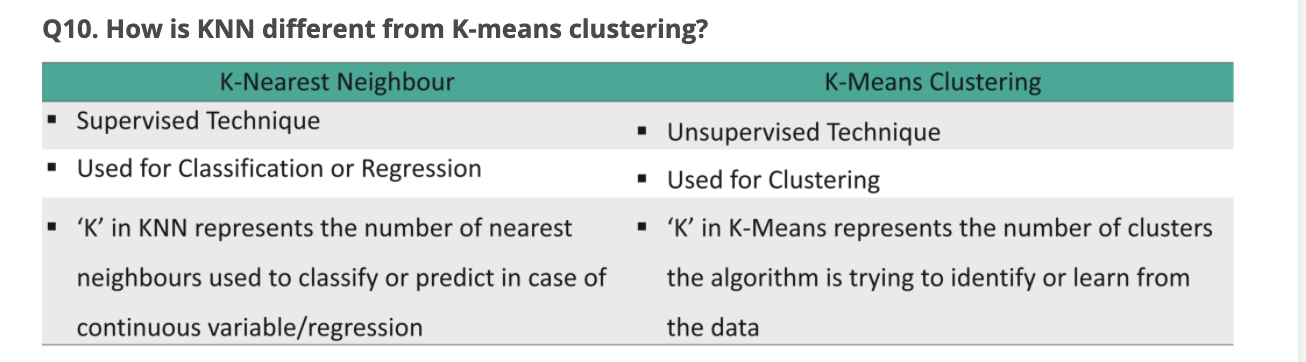 Q10. How is KNN different from K-means clustering?
K-Nearest Neighbour
K-Means Clustering
▪ Supervised Technique
▪ Unsupervised Technique
▪ Used for Classification or Regression
▪ Used for Clustering
▪ ‘K’ in KNN represents the number of nearest
neighbours used to classify or predict in case of
continuous variable/regression
▪ ‘K’ in K-Means represents the number of clusters
the algorithm is trying to identify or learn from
the data